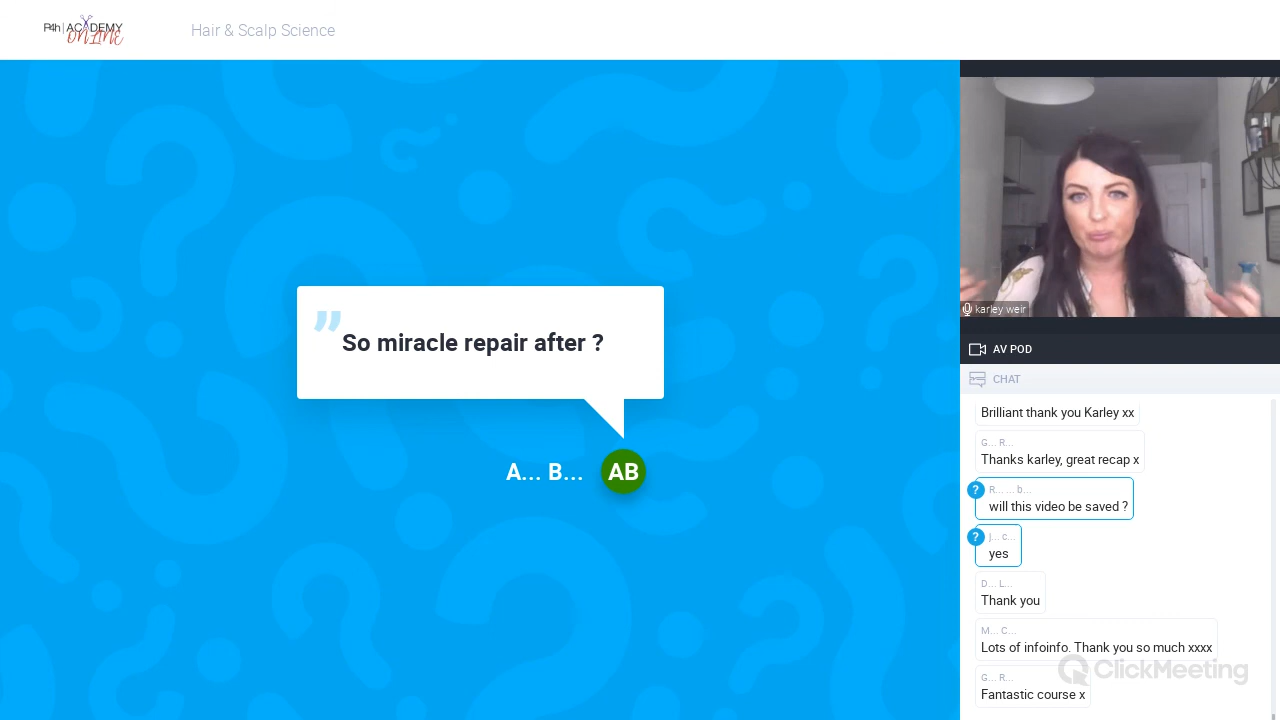 P4h | ACADEMY
ONLINE
Hair & Scalp Science
So miracle repair after ?
A... B...
AB
karley weir
AV POD
CHAT
Brilliant thank you Karley xx
G... R...
Thanks karley, great recap x
?
R... ... b...
will this video be saved ?
?
j... c...
yes
D... L...
Thank you
M... C...
Lots of infoinfo. Thank you so much xxxx
G... R...
Fantastic course x
ClickMeeting